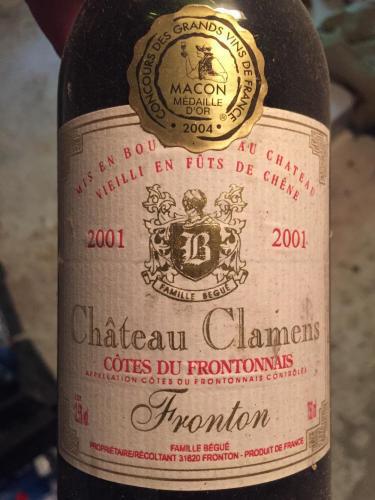 CONCOURS DES GRANDS VINS DE FRANCE
MACON
MÉDAILLE
D'OR
2004
MIS EN BOU AU CHATEAU
VIEILLI EN FÛTS DE CHÊNE
2001 2001
B
FAMILLE BÉGUÉ
Château Clamens
CÔTES DU FRONTONNAIS
APPELLATION CÔTES DU FRONTONNAIS CONTRÔLÉE
Fronton
FAMILLE BÉGUÉ
PROPRIÉTAIRE/RÉCOLTANT 31620 FRONTON - PRODUIT DE FRANCE